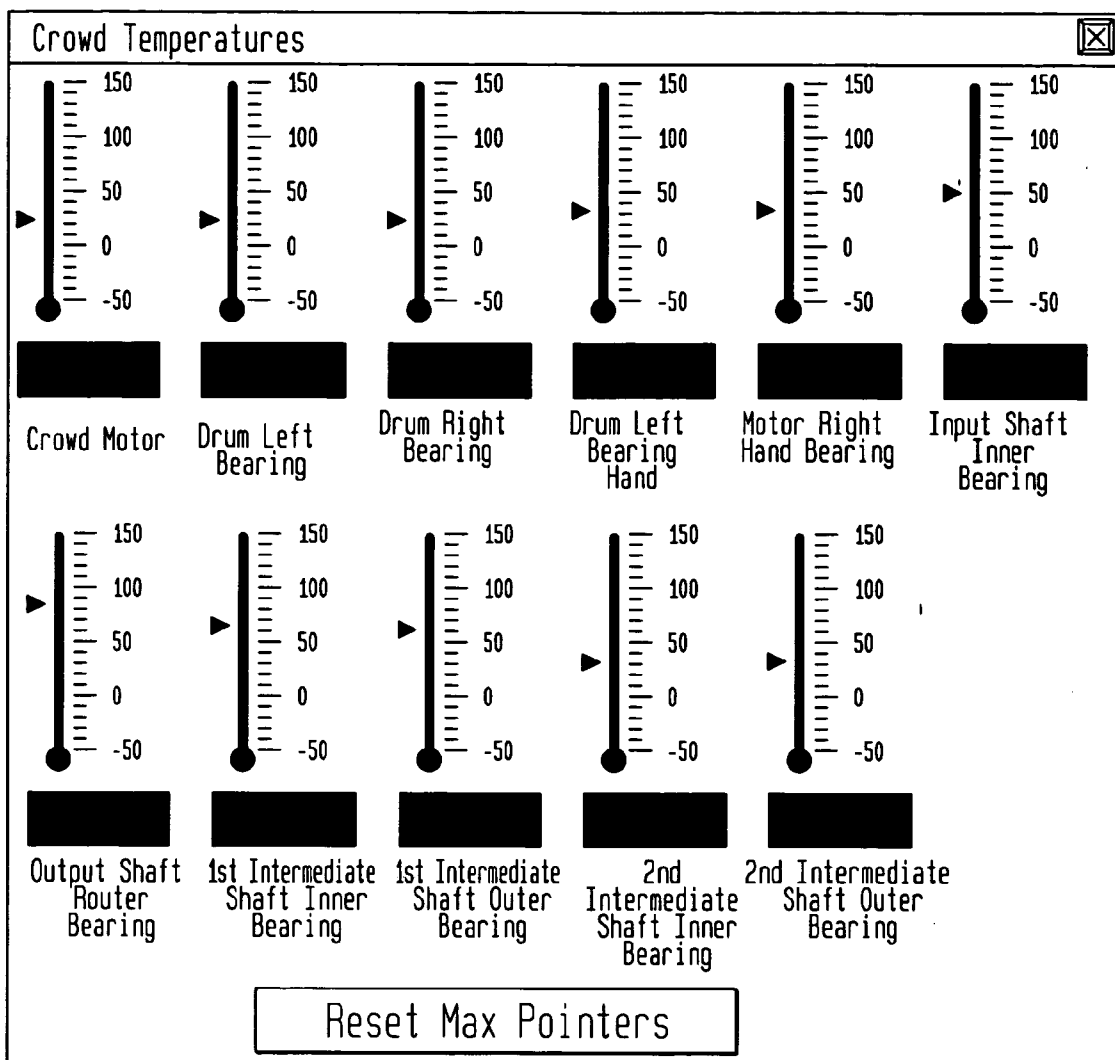 Crowd Temperatures
150
100
50
0
-50
Crowd Motor
150
100
50
0
-50
Drum Left
Bearing
150
100
50
0
-50
Drum Right
Bearing
150
100
50
0
-50
Drum Left
Bearing
Hand
150
100
50
0
-50
Motor Right
Hand Bearing
150
100
50
0
-50
Input Shaft
Inner
Bearing
150
100
50
0
-50
Output Shaft
Router
Bearing
150
100
50
0
-50
1st Intermediate
Shaft Inner
Bearing
150
100
50
0
-50
1st Intermediate
Shaft Outer
Bearing
150
100
50
0
-50
2nd
Intermediate
Shaft Inner
Bearing
150
100
50
0
-50
2nd Intermediate
Shaft Outer
Bearing
Reset Max Pointers